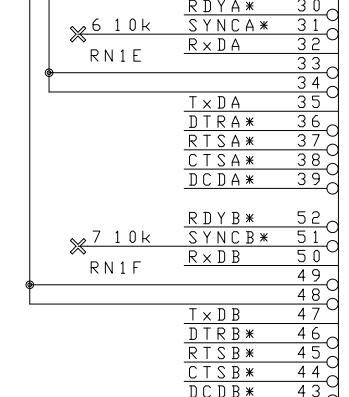 RDYA* 30
6 10k SYNCA* 31
RxDA 32
RN1E
33
34
TxDA 35
DTRA* 36
RTSA* 37
CTSA* 38
DCDA* 39
RDYB* 52
7 10k SYNCB* 51
RxDB 50
RN1F
49
48
TxDB 47
DTRB* 46
RTSB* 45
CTSB* 44
DCDB* 43